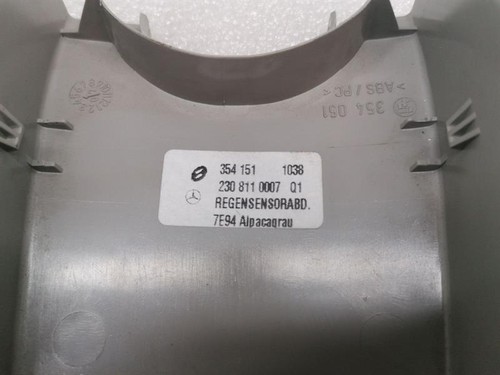 >ABS/PC<
354 051
354 151 1038
230 811 0007 Q1
REGENSENSORABD.
7E94 Alpacagrau